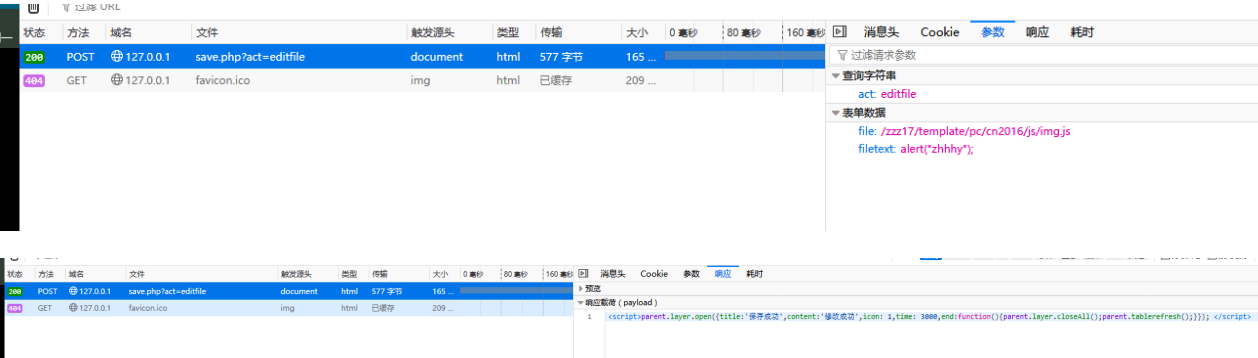 过滤 URL
状态 方法 域名 文件 触发源头 类型 传输 大小 0 毫秒 80 毫秒 160 毫秒 消息头 Cookie 参数 响应 耗时
200 POST 127.0.0.1 save.php?act=editfile document html 577 字节 165 ... 过滤请求参数
404 GET 127.0.0.1 favicon.ico img html 已缓存 209 ... 查询字符串
act: editfile
表单数据
file: /zzz17/template/pc/cn2016/js/img.js
filetext: alert("zhhhy");
状态 方法 域名 文件 触发源头 类型 传输 大小 0 毫秒 80 毫秒 160 毫秒 消息头 Cookie 参数 响应 耗时
200 POST 127.0.0.1 save.php?act=editfile document html 577 字节 165 ... 预览
404 GET 127.0.0.1 favicon.ico img html 已缓存 209 ... 响应载荷 ( payload )
1 <script>parent.layer.open({title:'保存成功',content:'修改成功',icon: 1,time: 3000,end:function(){parent.layer.closeAll();parent.tablerefresh();}}); </script>